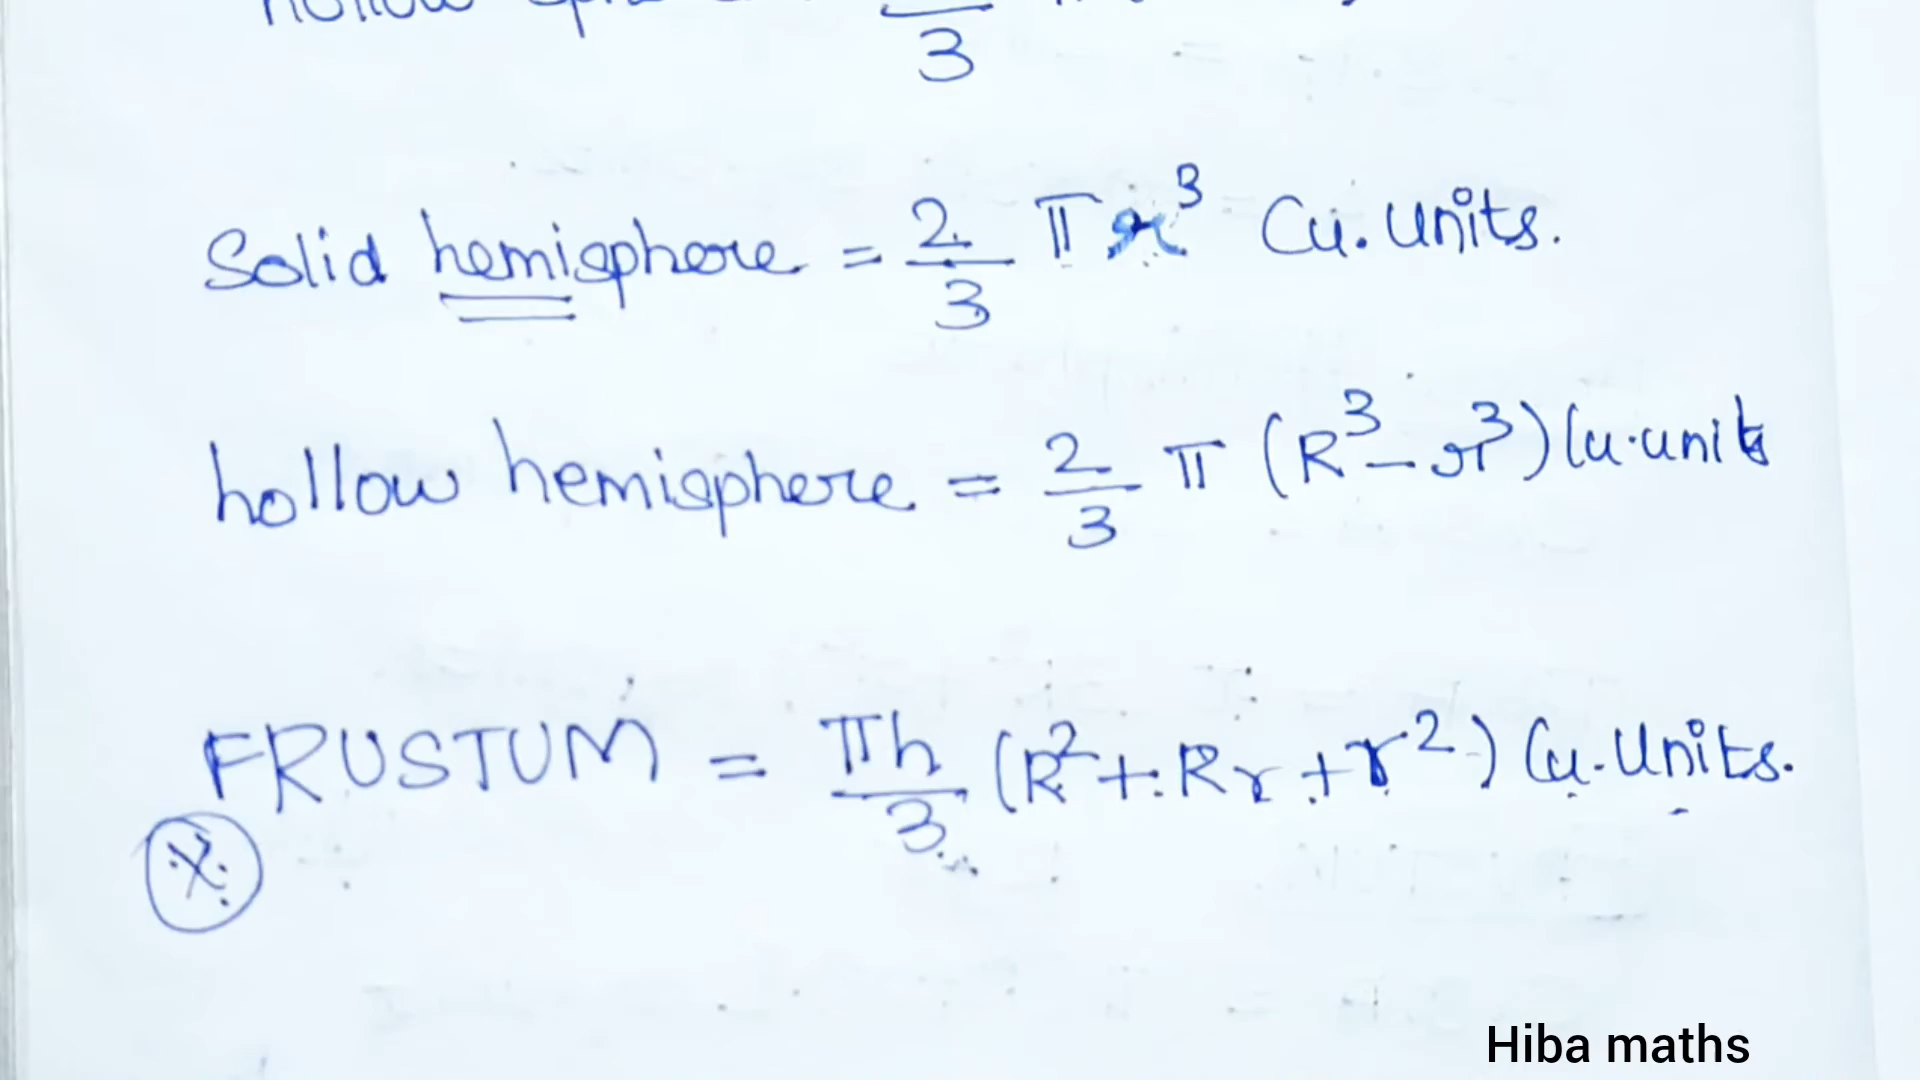 3
Solid hemisphere = 2/3 π r³ Cu. Units.
hollow hemisphere = 2/3 π (R³ - r³) Cu. units
FRUSTUM = πh/3 (R² + Rr + r²) Cu. Units.
Hiba maths